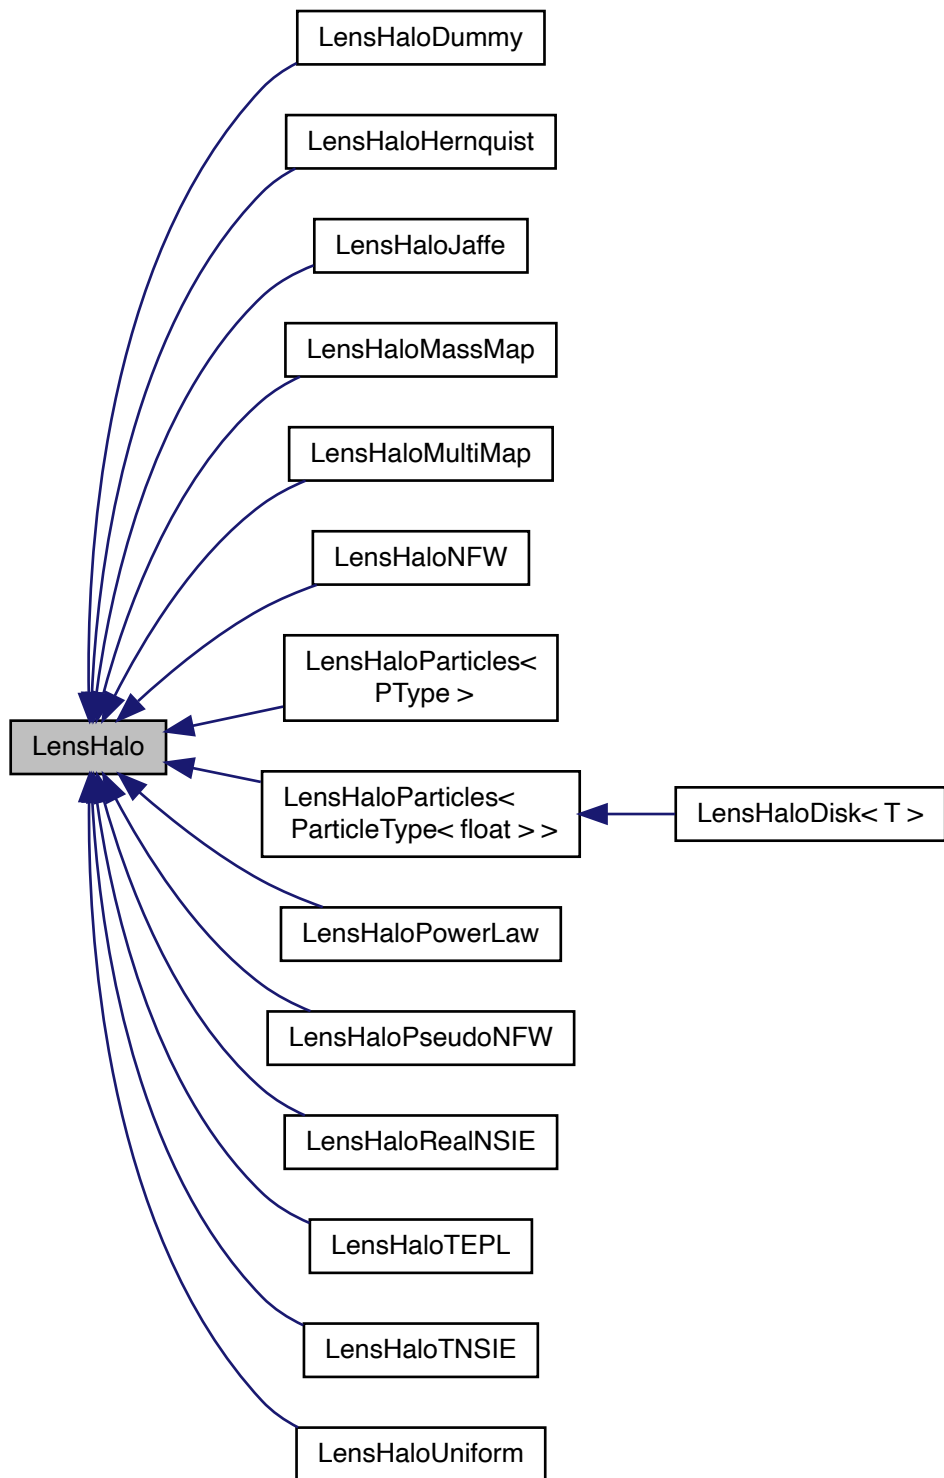 LensHaloDummy
LensHaloHernquist
LensHaloJaffe
LensHaloMassMap
LensHaloMultiMap
LensHaloNFW
LensHaloParticles<
PType >
LensHalo
LensHaloParticles<
ParticleType< float > >
LensHaloDisk< T >
LensHaloPowerLaw
LensHaloPseudoNFW
LensHaloRealNSIE
LensHaloTEPL
LensHaloTNSIE
LensHaloUniform